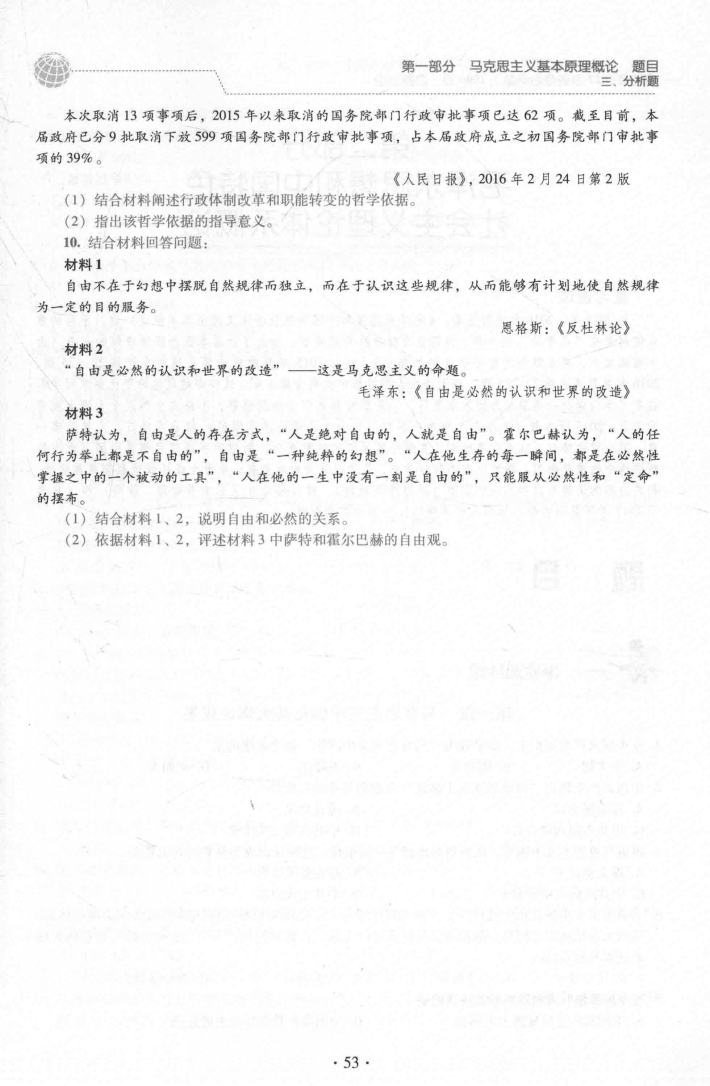 第一部分 马克思主义基本原理概论 题目
三、分析题
本次取消 13 项事项后，2015 年以来取消的国务院部门行政审批事项已达 62 项。截至目前，本
届政府已分 9 批取消下放 599 项国务院部门行政审批事项，占本届政府成立之初国务院部门审批事
项的 39%。
《人民日报》，2016 年 2 月 24 日第 2 版
（1）结合材料阐述行政体制改革和职能转变的哲学依据。
（2）指出该哲学依据的指导意义。
10. 结合材料回答问题：
材料 1
自由不在于幻想中摆脱自然规律而独立，而在于认识这些规律，从而能够有计划地使自然规律
为一定的目的服务。
恩格斯：《反杜林论》
材料 2
“自由是必然的认识和世界的改造”——这是马克思主义的命题。
毛泽东：《自由是必然的认识和世界的改造》
材料 3
萨特认为，自由是人的存在方式，“人是绝对自由的，人就是自由”。霍尔巴赫认为，“人的任
何行为举止都是不自由的”，自由是“一种纯粹的幻想”。“人在他生存的每一瞬间，都是在必然性
掌握之中的一个被动的工具”，“人在他的一生中没有一刻是自由的”，只能服从必然性和“定命”
的摆布。
（1）结合材料 1、2，说明自由和必然的关系。
（2）依据材料 1、2，评述材料 3 中萨特和霍尔巴赫的自由观。
· 53 ·